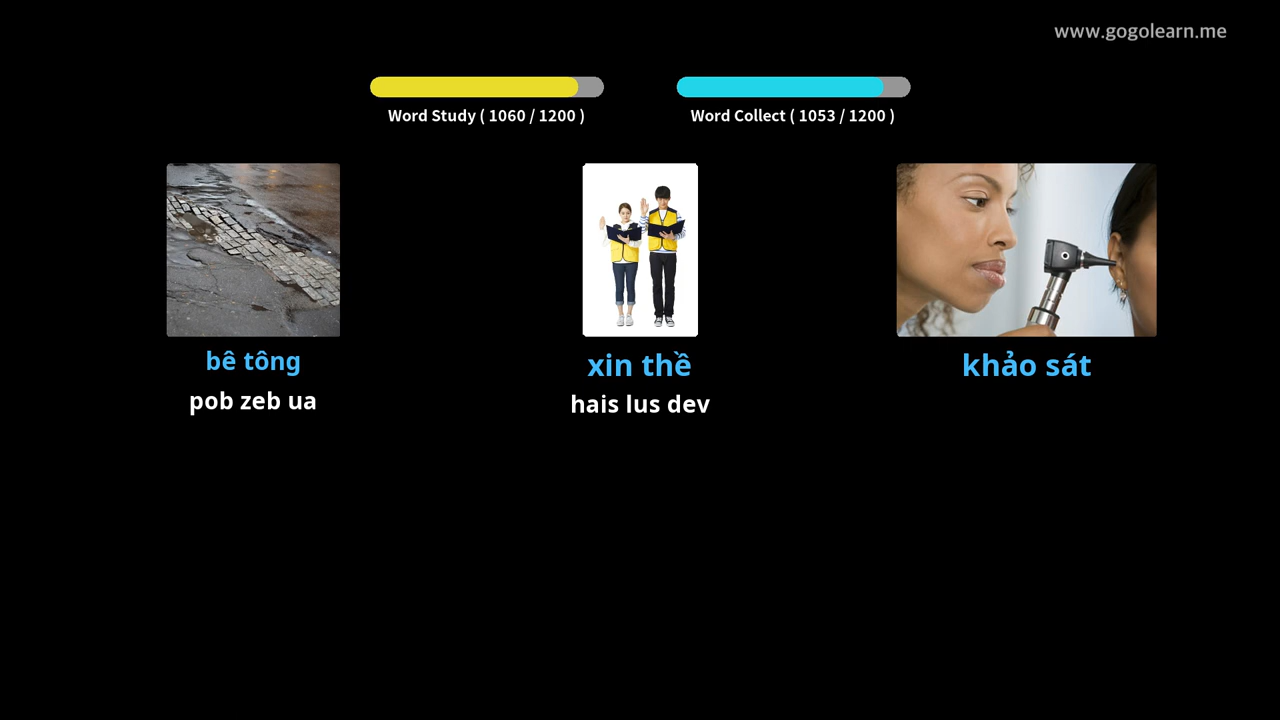 www.gogolearn.me
Word Study ( 1060 / 1200 )
Word Collect ( 1053 / 1200 )
bê tông
xin thề
khảo sát
pob zeb ua
hais lus dev